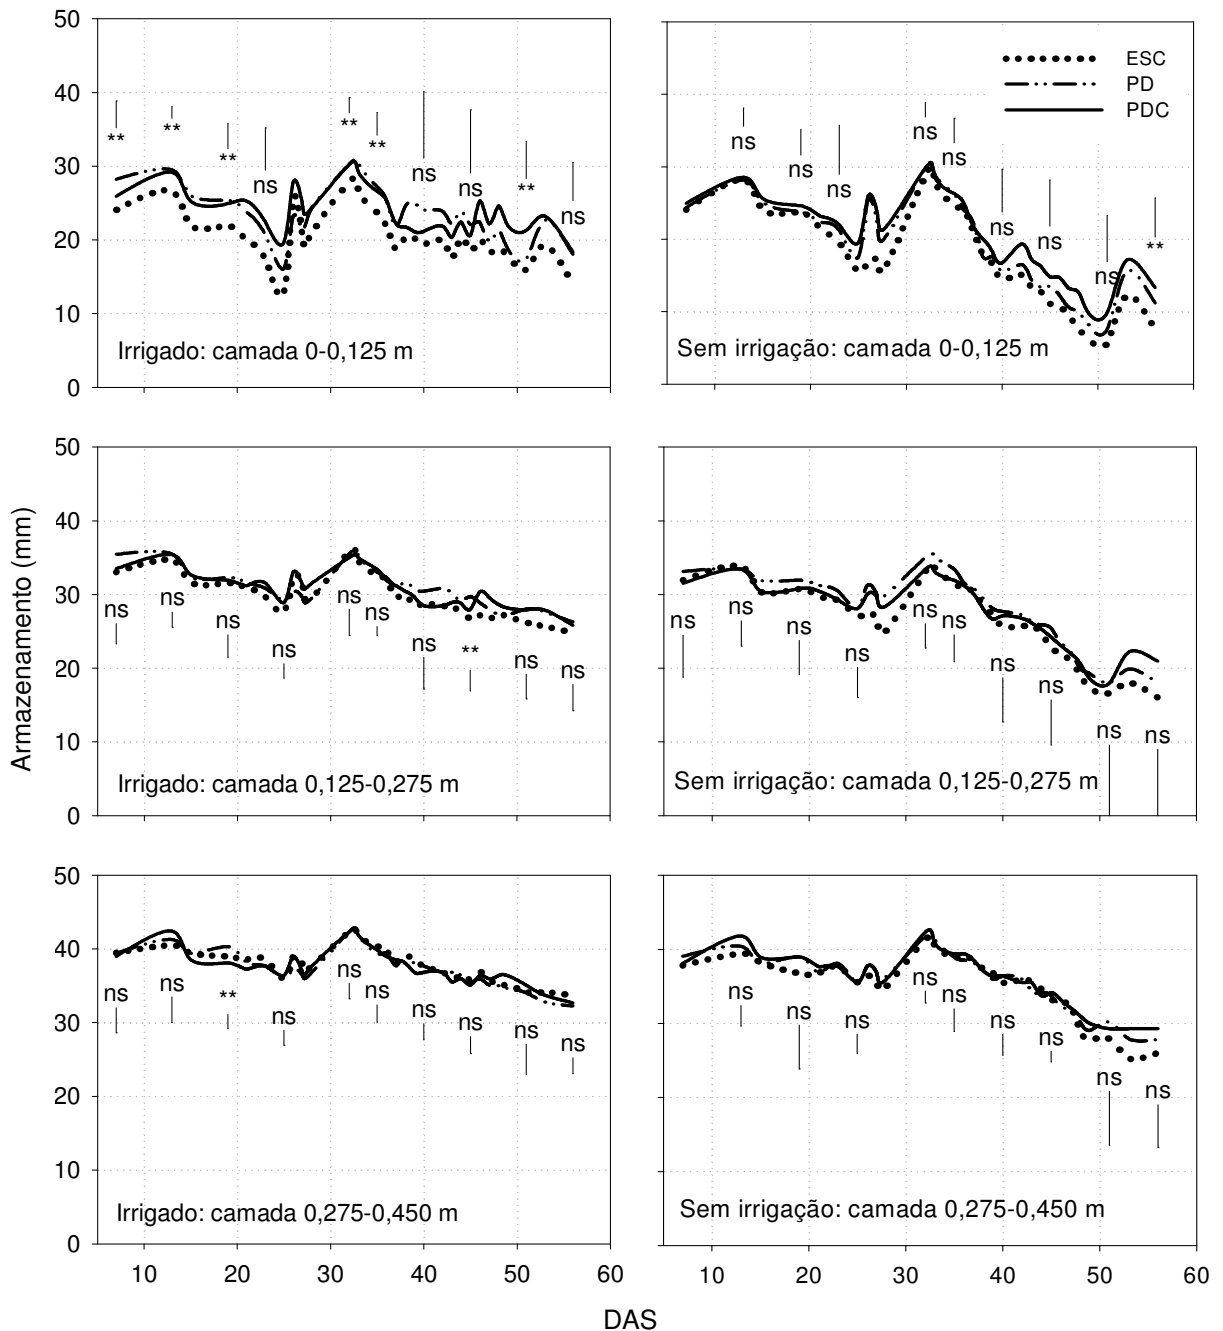 50
40
30
20
10
0
** ** ** ns ** ** ns ns ** ns
Irrigado: camada 0-0,125 m
ESC
PD
PDC
ns ns ns ns ns ns ns ns **
Sem irrigação: camada 0-0,125 m
Armazenamento (mm)
50
40
30
20
10
0
ns ns ns ns ns ns ns ** ns ns
Irrigado: camada 0,125-0,275 m
ns ns ns ns ns ns ns ns ns ns
Sem irrigação: camada 0,125-0,275 m
50
40
30
20
10
0
ns ns ** ns ns ns ns ns ns ns
Irrigado: camada 0,275-0,450 m
10 20 30 40 50 60
ns ns ns ns ns ns ns ns ns
Sem irrigação: camada 0,275-0,450 m
10 20 30 40 50 60
DAS